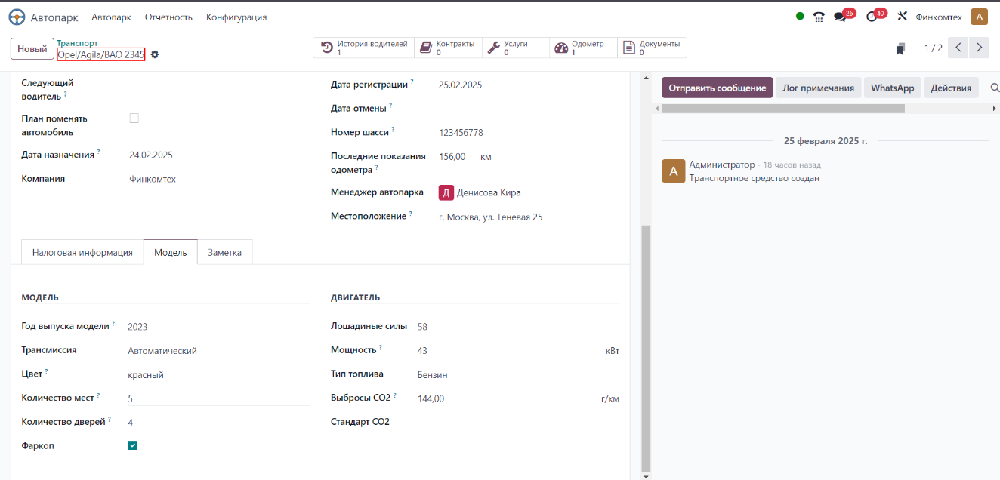 Автопарк Автопарк Отчетность Конфигурация 26 40 Финкомтех А
Новый Транспорт
Opel/Agila/BAO 2345
История водителей 1 Контракты 0 Услуги 0 Одометр 1 Документы 0 1 / 2
Следующий водитель ?
План поменять автомобиль
Дата назначения ? 24.02.2025
Компания Финкомтех
Дата регистрации ? 25.02.2025
Дата отмены ?
Номер шасси ? 123456778
Последние показания одометра ? 156,00 км
Менеджер автопарка Д Денисова Кира
Местоположение ? г. Москва, ул. Теневая 25
Налоговая информация Модель Заметка
МОДЕЛЬ
Год выпуска модели ? 2023
Трансмиссия Автоматический
Цвет ? красный
Количество мест ? 5
Количество дверей ? 4
Фаркоп
ДВИГАТЕЛЬ
Лошадиные силы 58
Мощность ? 43 кВт
Тип топлива Бензин
Выбросы CO2 ? 144,00 г/км
Стандарт CO2
Отправить сообщение Лог примечания WhatsApp Действия
25 февраля 2025 г.
А Администратор - 18 часов назад
Транспортное средство создан